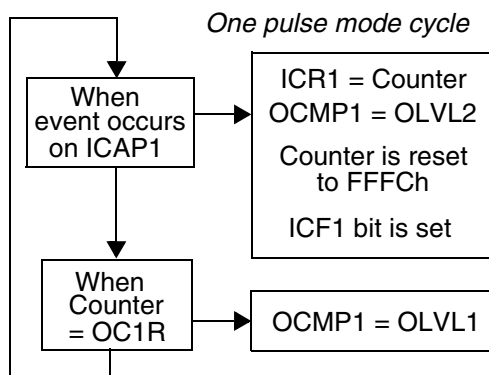 One pulse mode cycle
When
event occurs
on ICAP1
ICR1 = Counter
OCMP1 = OLVL2
Counter is reset
to FFFCh
ICF1 bit is set
When
Counter
= OC1R
OCMP1 = OLVL1